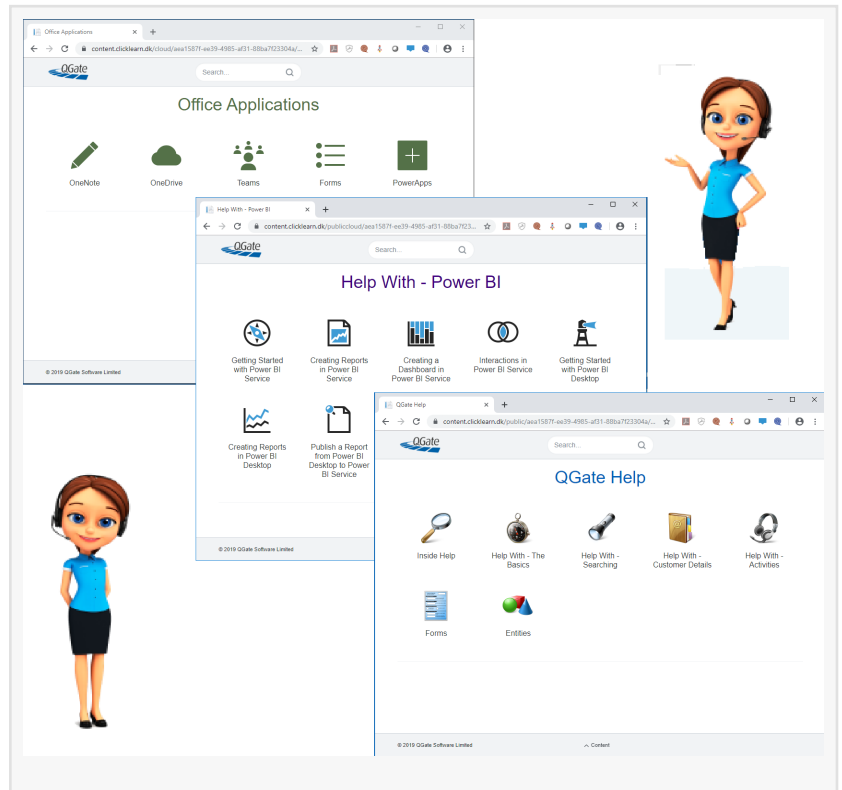 Office Applications
content.clicklearn.dk/cloud/aea1587f-ee39-4985-af31-88ba7f23304a/...
QGate
Search...
Office Applications
OneNote
OneDrive
Teams
Forms
PowerApps
© 2019 QGate Software Limited
Help With - Power BI
content.clicklearn.dk/publiccloud/aea1587f-ee39-4985-af31-88ba7f23...
QGate
Search...
Help With - Power BI
Getting Started
with Power BI
Service
Creating Reports
in Power BI
Service
Creating a
Dashboard in
Power BI Service
Interactions in
Power BI Service
Getting Started
with Power BI
Desktop
Creating Reports
in Power BI
Desktop
Publish a Report
from Power BI
Desktop to Power
BI Service
© 2019 QGate Software Limited
QGate Help
content.clicklearn.dk/public/aea1587f-ee39-4985-af31-88ba7f23304a/...
QGate
Search...
QGate Help
Inside Help
Help With - The
Basics
Help With -
Searching
Help With -
Customer Details
Help With -
Activities
Forms
Entities
© 2019 QGate Software Limited
Content